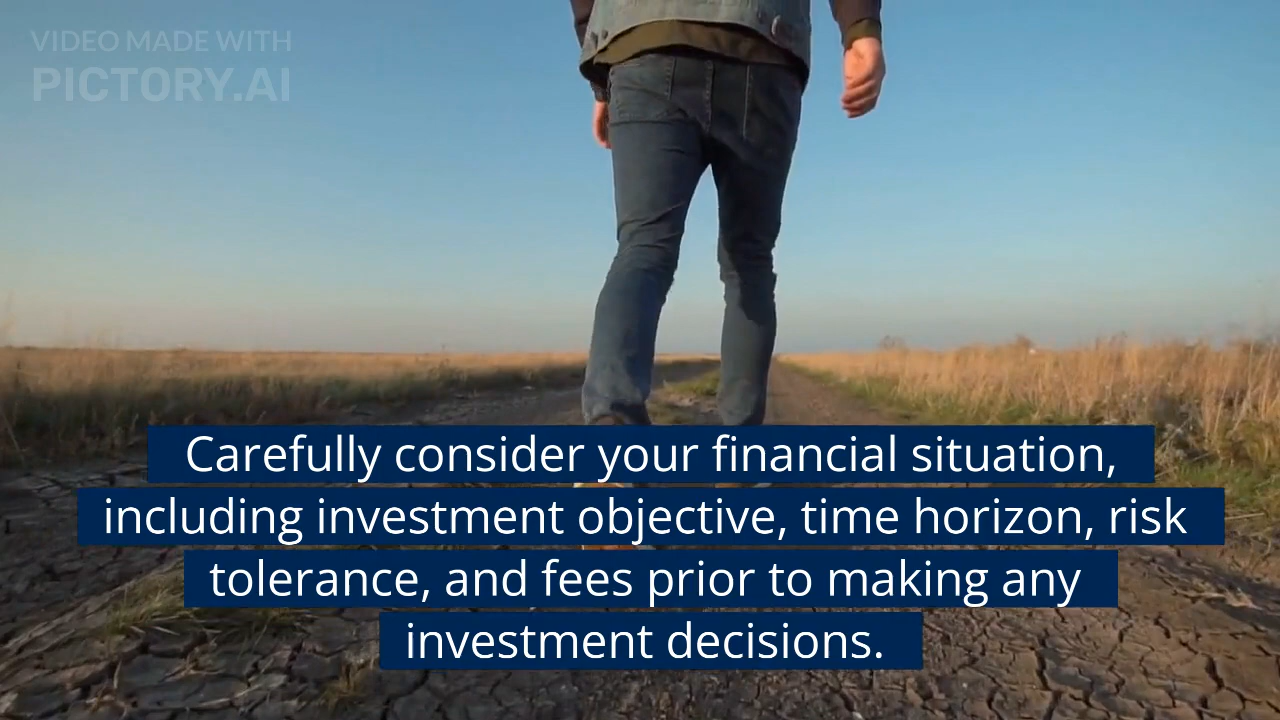 VIDEO MADE WITH
PICTORY.AI
Carefully consider your financial situation,
including investment objective, time horizon, risk
tolerance, and fees prior to making any
investment decisions.